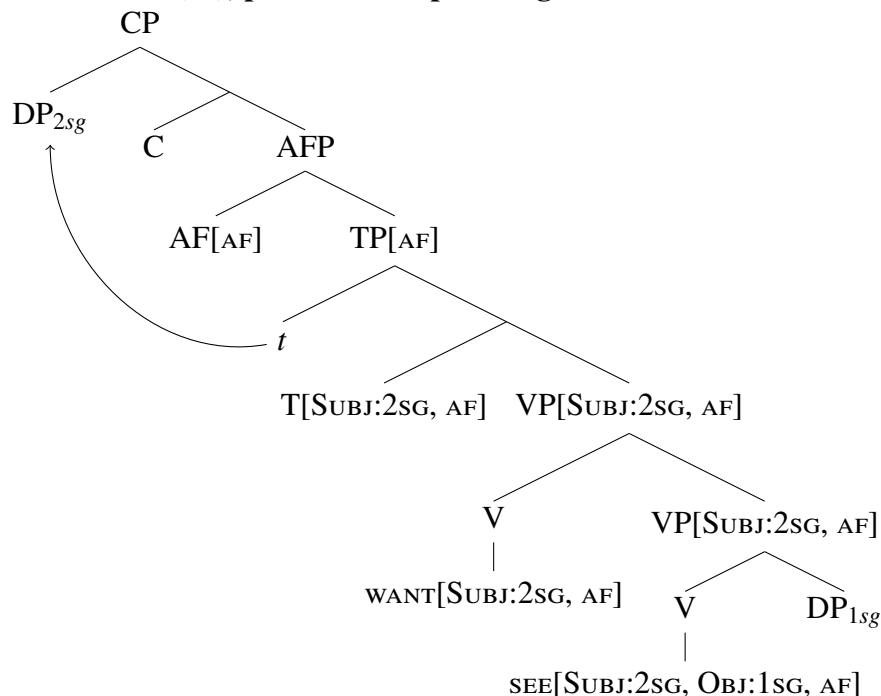 CP
DP2sg
C AFP
AF[AF] TP[AF]
t
T[SUBJ:2SG, AF] VP[SUBJ:2SG, AF]
V VP[SUBJ:2SG, AF]
WANT[SUBJ:2SG, AF] V DP1sg
SEE[SUBJ:2SG, OBJ:1SG, AF]